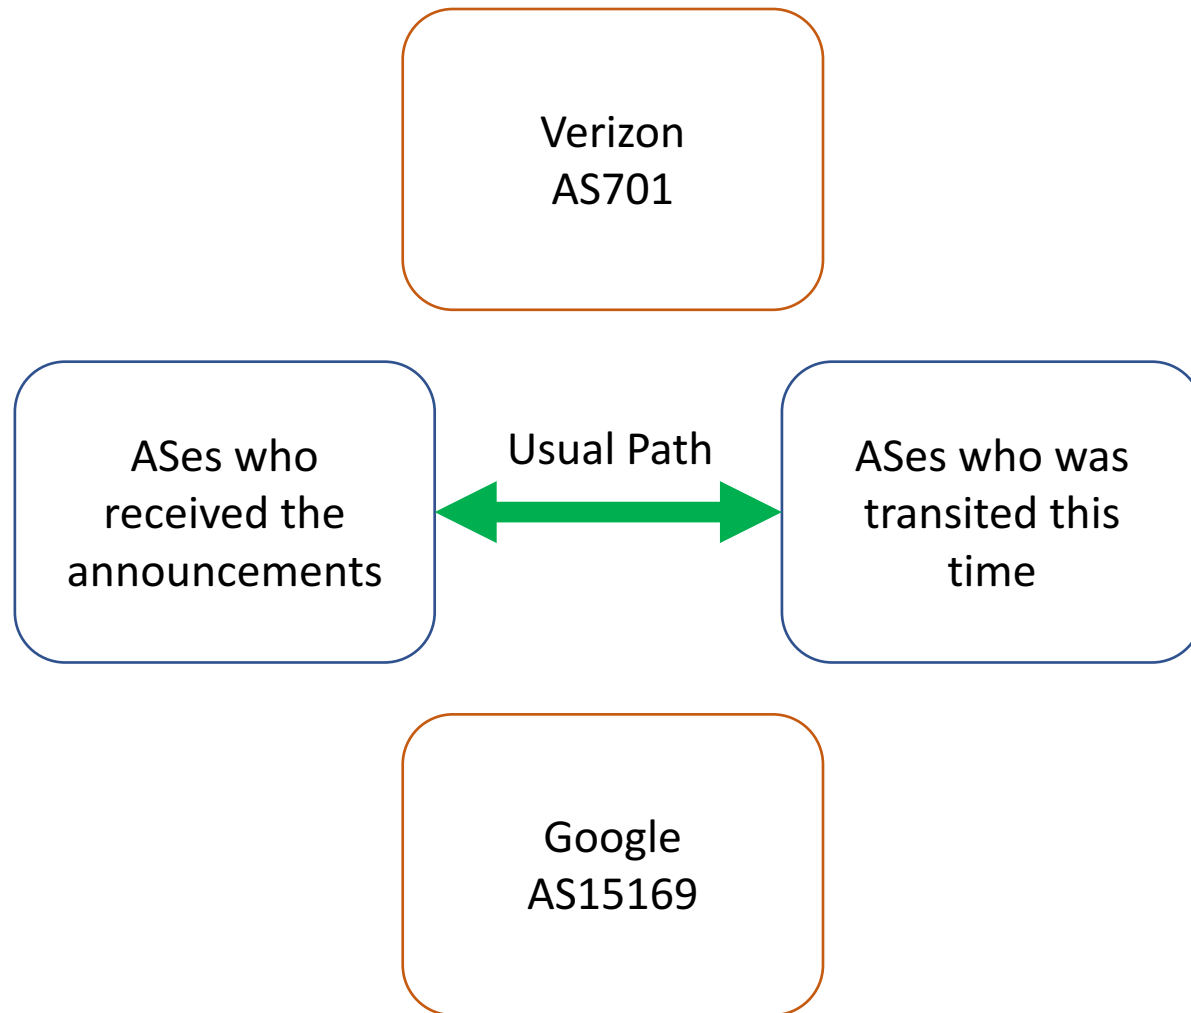 Verizon
AS701
ASes who
received the
announcements
Usual Path
ASes who was
transited this
time
Google
AS15169